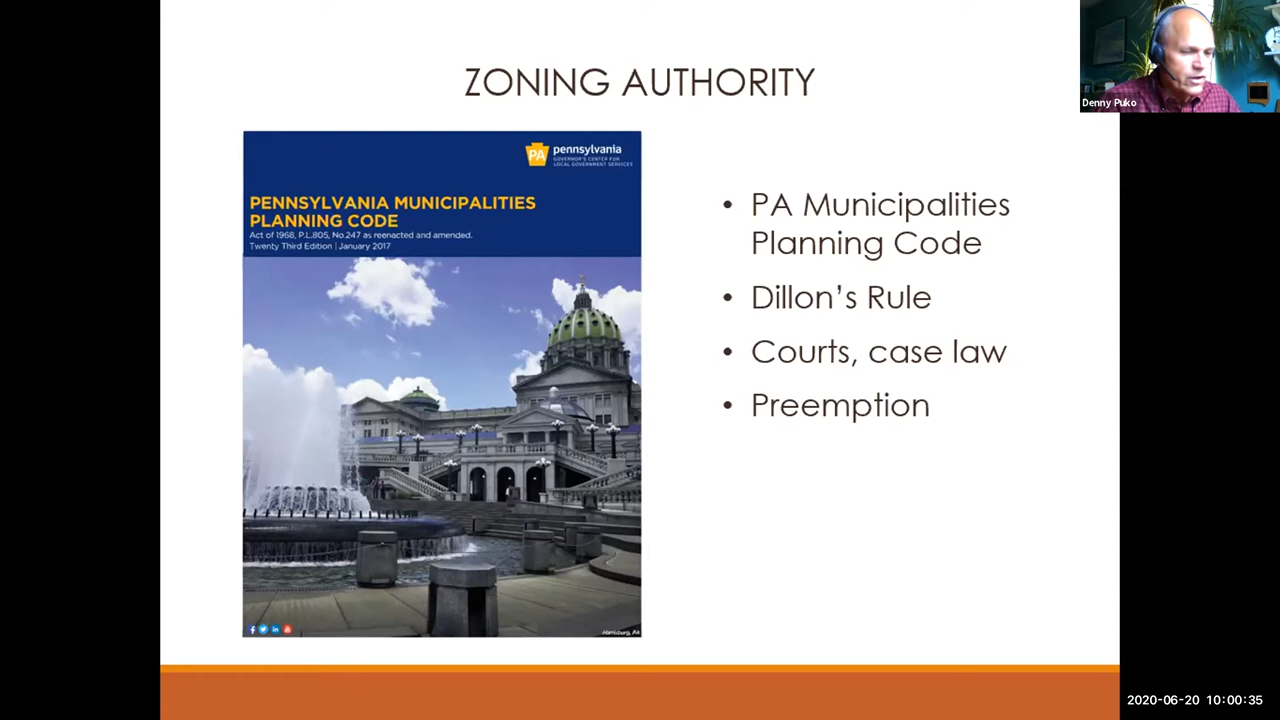 ZONING AUTHORITY
Denny Puko
PA
pennsylvania
GOVERNOR'S CENTER FOR
LOCAL GOVERNMENT SERVICES
PENNSYLVANIA MUNICIPALITIES
PLANNING CODE
Act of 1968, P.L.805, No.247 as reenacted and amended.
Twenty Third Edition | January 2017
Harrisburg, PA
• PA Municipalities
Planning Code
• Dillon's Rule
• Courts, case law
• Preemption
2020-06-20 10:00:35